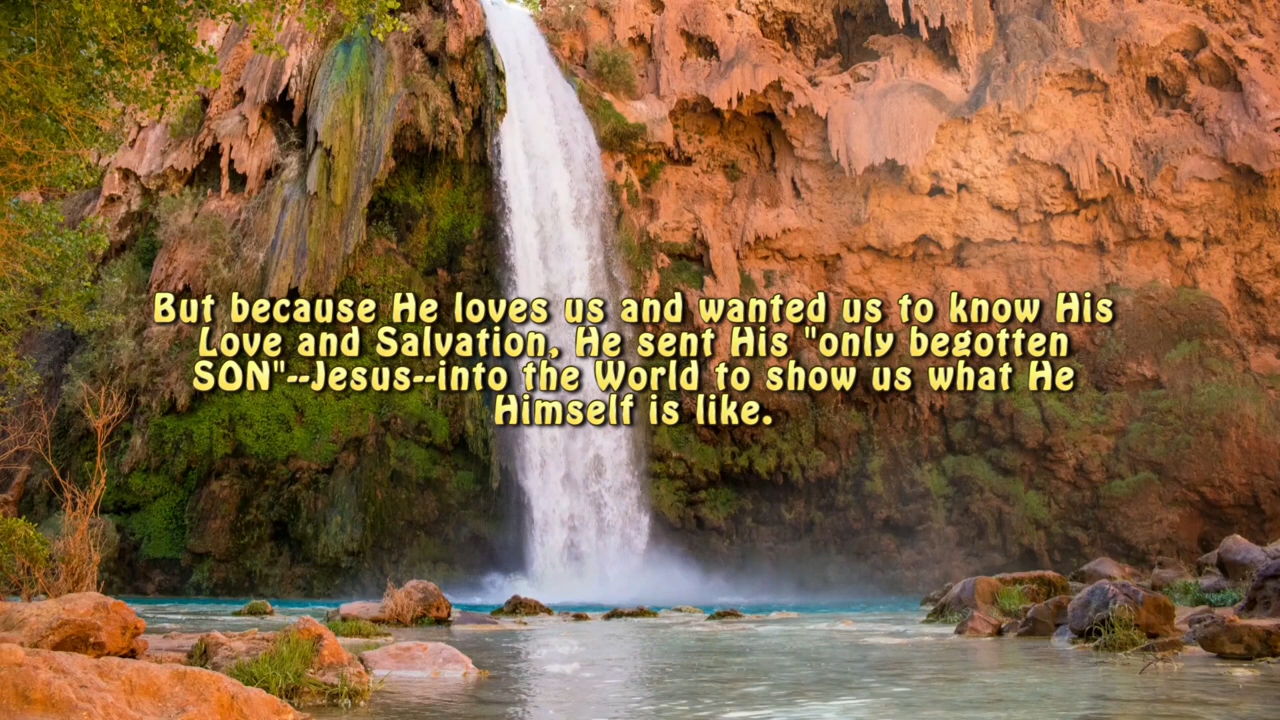 But because He loves us and wanted us to know His
Love and Salvation, He sent His "only begotten
SON"--Jesus--into the World to show us what He
Himself is like.